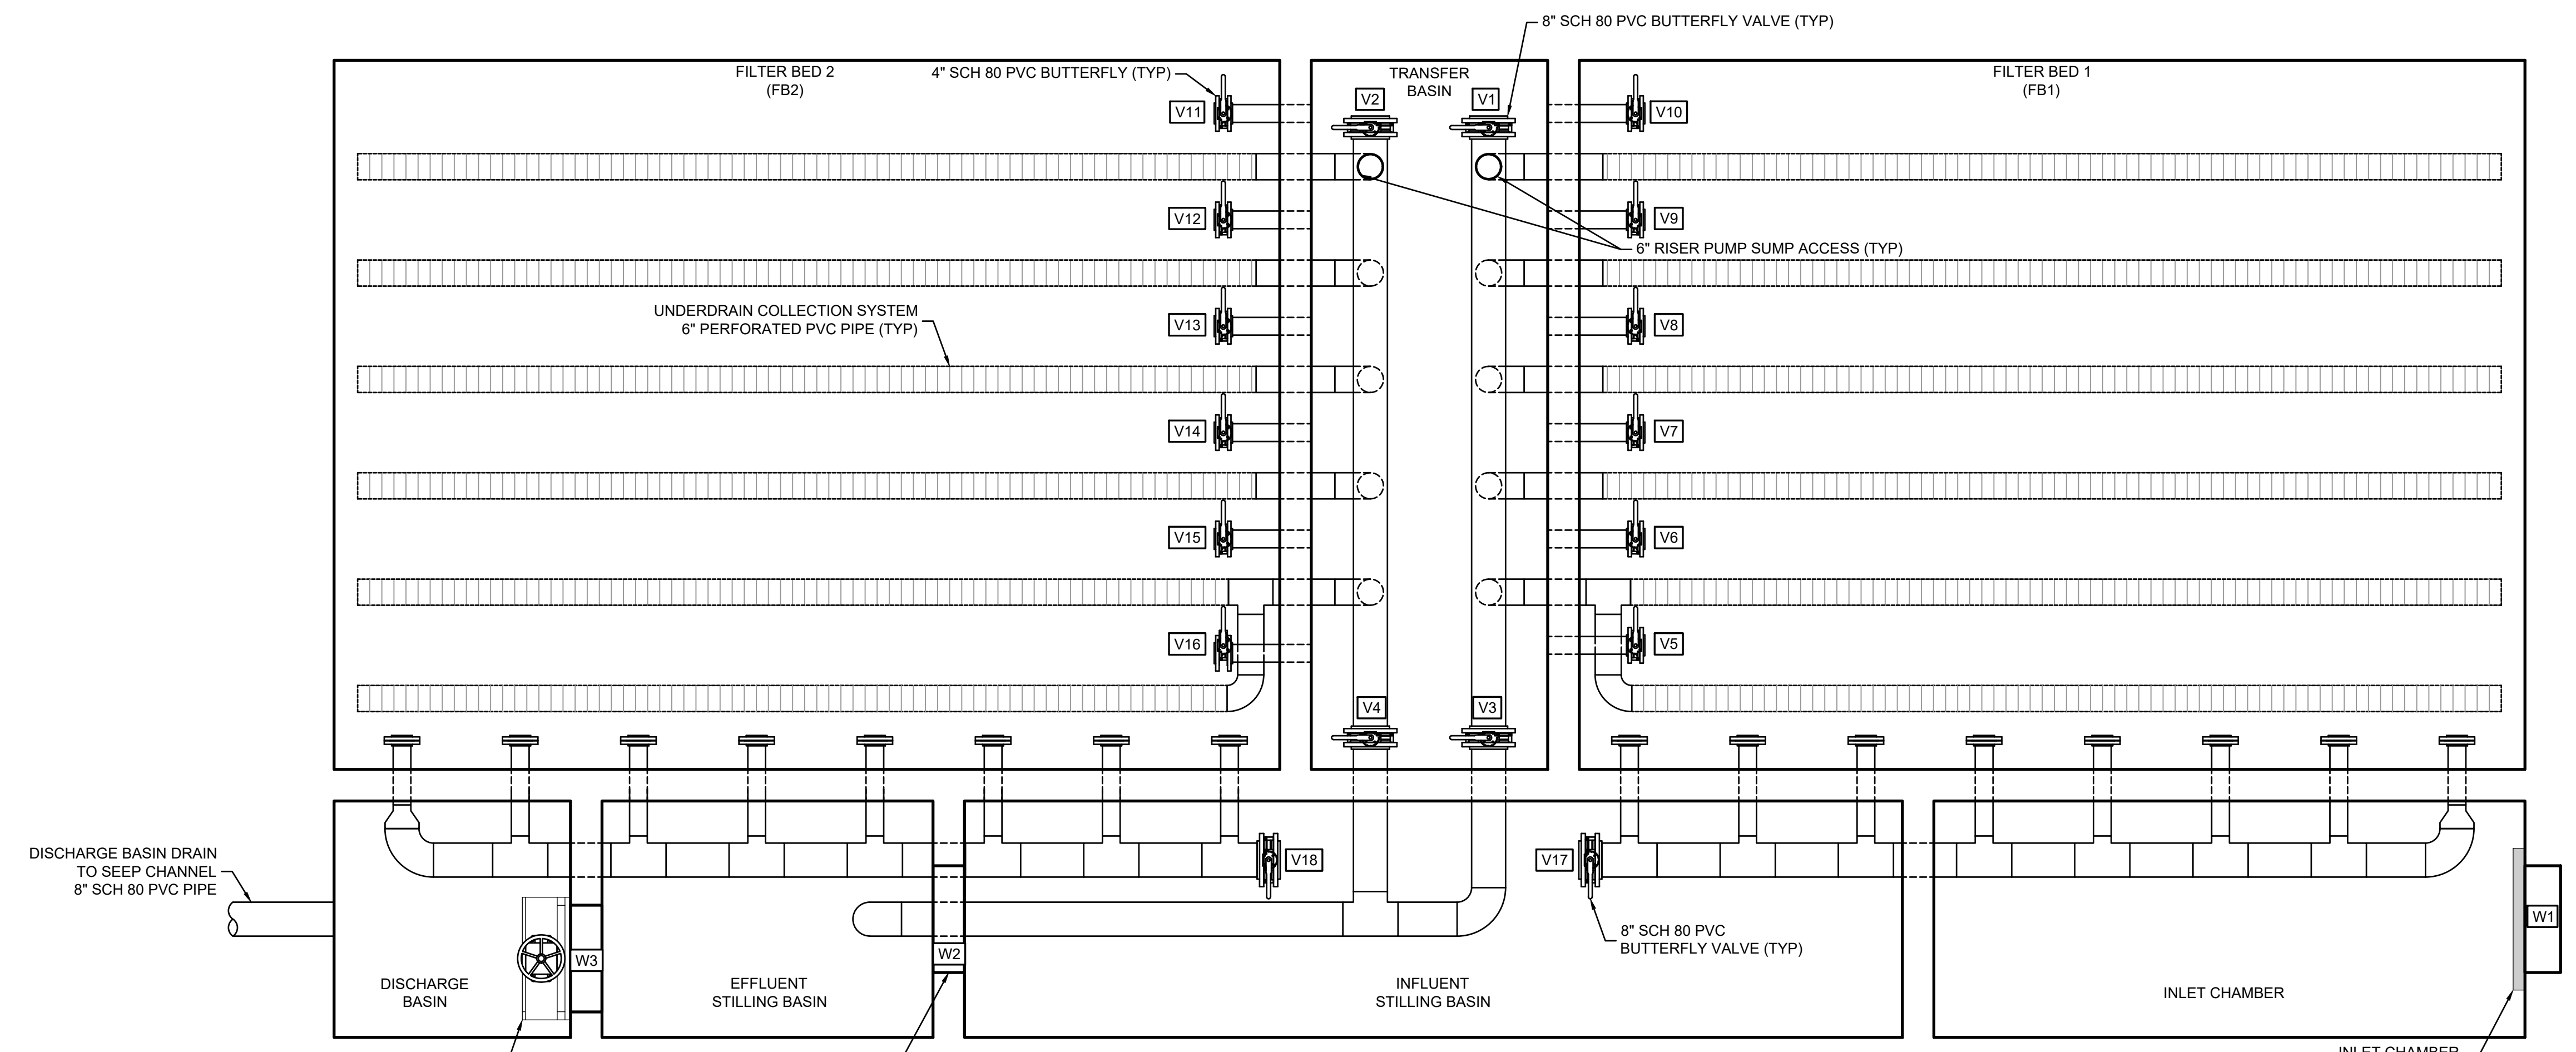 8" SCH 80 PVC BUTTERFLY VALVE (TYP)
FILTER BED 2
(FB2)
4" SCH 80 PVC BUTTERFLY (TYP)
TRANSFER
BASIN
FILTER BED 1
(FB1)
V11
V2
V1
V10
V12
V9
6" RISER PUMP SUMP ACCESS (TYP)
UNDERDRAIN COLLECTION SYSTEM
6" PERFORATED PVC PIPE (TYP)
V13
V8
V14
V7
V15
V6
V16
V5
V4
V3
DISCHARGE BASIN DRAIN
TO SEEP CHANNEL
8" SCH 80 PVC PIPE
V18
V17
8" SCH 80 PVC
BUTTERFLY VALVE (TYP)
W1
W3
W2
DISCHARGE
BASIN
EFFLUENT
STILLING BASIN
INFLUENT
STILLING BASIN
INLET CHAMBER
INLET CHAMBER